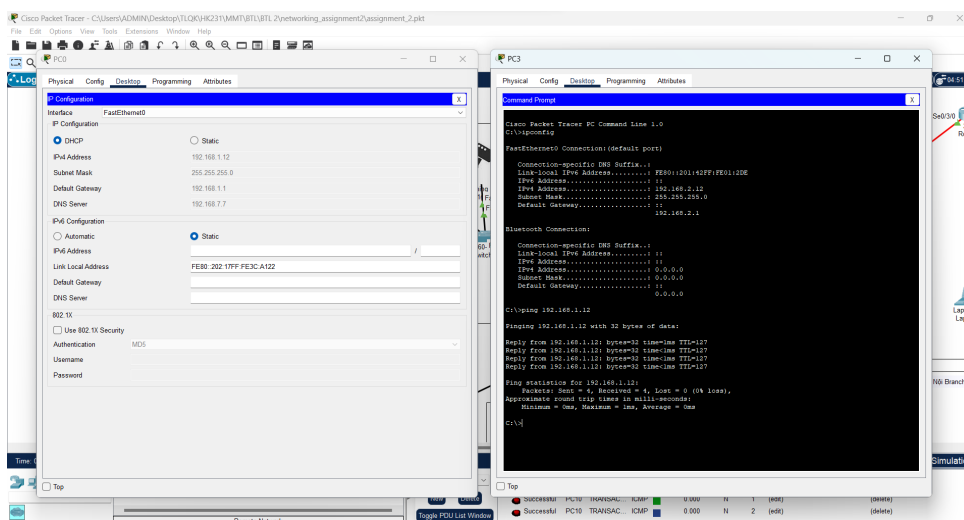 Cisco Packet Tracer - C:\Users\ADMIN\Desktop\TLQK\HK231\MMT\BTL\BTL 2\networking_assignment2\assignment_2.pkt
File Edit Options View Tools Extensions Window Help
PC0
Physical Config Desktop Programming Attributes
IP Configuration X
Interface FastEthernet0
IP Configuration
DHCP Static
IPv4 Address 192.168.1.12
Subnet Mask 255.255.255.0
Default Gateway 192.168.1.1
DNS Server 192.168.7.7
IPv6 Configuration
Automatic Static
IPv6 Address /
Link Local Address FE80::202:17FF:FE3C:A122
Default Gateway
DNS Server
802.1X
Use 802.1X Security
Authentication MD5
Username
Password
Top
PC3
Physical Config Desktop Programming Attributes
Command Prompt X
Cisco Packet Tracer PC Command Line 1.0
C:\>ipconfig
FastEthernet0 Connection:(default port)
Connection-specific DNS Suffix..:
Link-local IPv6 Address.........: FE80::201:42FF:FE01:2DE
IPv6 Address....................: ::
IPv4 Address....................: 192.168.2.12
Subnet Mask.....................: 255.255.255.0
Default Gateway.................: ::
192.168.2.1
Bluetooth Connection:
Connection-specific DNS Suffix..:
Link-local IPv6 Address.........: ::
IPv6 Address....................: ::
IPv4 Address....................: 0.0.0.0
Subnet Mask.....................: 0.0.0.0
Default Gateway.................: ::
0.0.0.0
C:\>ping 192.168.1.12
Pinging 192.168.1.12 with 32 bytes of data:
Reply from 192.168.1.12: bytes=32 time=1ms TTL=127
Reply from 192.168.1.12: bytes=32 time<1ms TTL=127
Reply from 192.168.1.12: bytes=32 time<1ms TTL=127
Reply from 192.168.1.12: bytes=32 time<1ms TTL=127
Ping statistics for 192.168.1.12:
Packets: Sent = 4, Received = 4, Lost = 0 (0% loss),
Approximate round trip times in milli-seconds:
Minimum = 0ms, Maximum = 1ms, Average = 0ms
C:\>
Top
Log
04:51
Se0/3/0
Nội Branch
Time:
Simulati
New Delete
Toggle PDU List Window
Successful PC10 TRANSAC... ICMP 0.000 N 1 (edit) (delete)
Successful PC10 TRANSAC... ICMP 0.000 N 2 (edit) (delete)